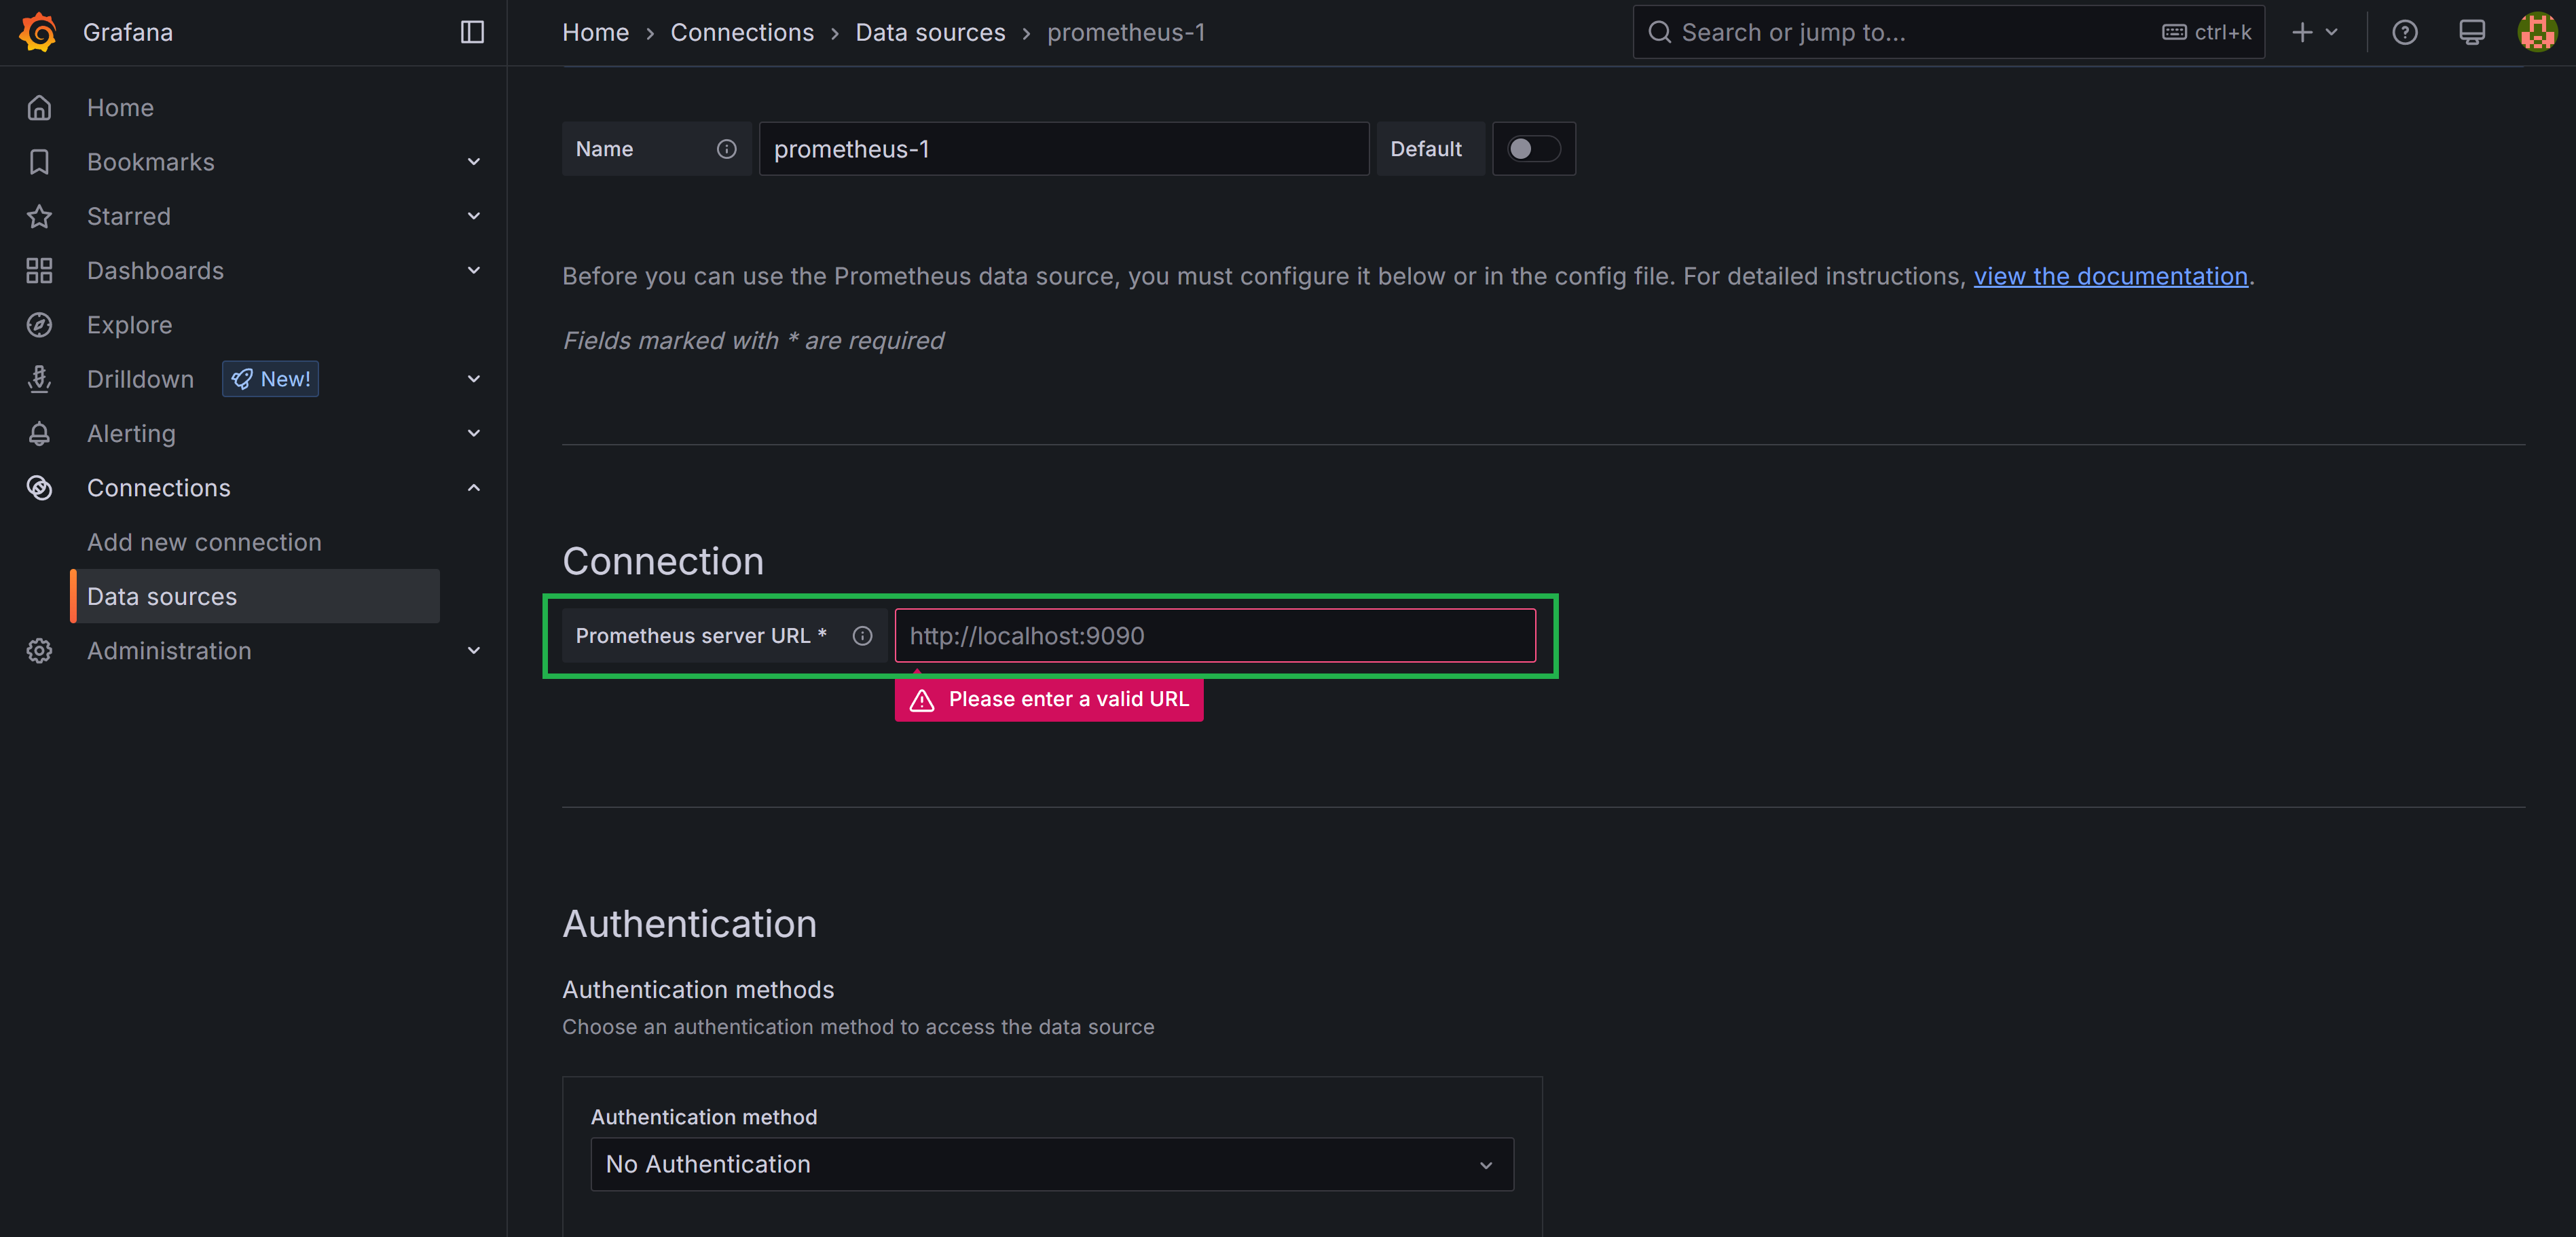 Grafana
Home › Connections › Data sources › prometheus-1
Search or jump to...
ctrl+k
Home
Bookmarks
Starred
Dashboards
Explore
Drilldown
New!
Alerting
Connections
Add new connection
Data sources
Administration
Name
prometheus-1
Default
Before you can use the Prometheus data source, you must configure it below or in the config file. For detailed instructions, view the documentation.
Fields marked with * are required
Connection
Prometheus server URL *
http://localhost:9090
Please enter a valid URL
Authentication
Authentication methods
Choose an authentication method to access the data source
Authentication method
No Authentication